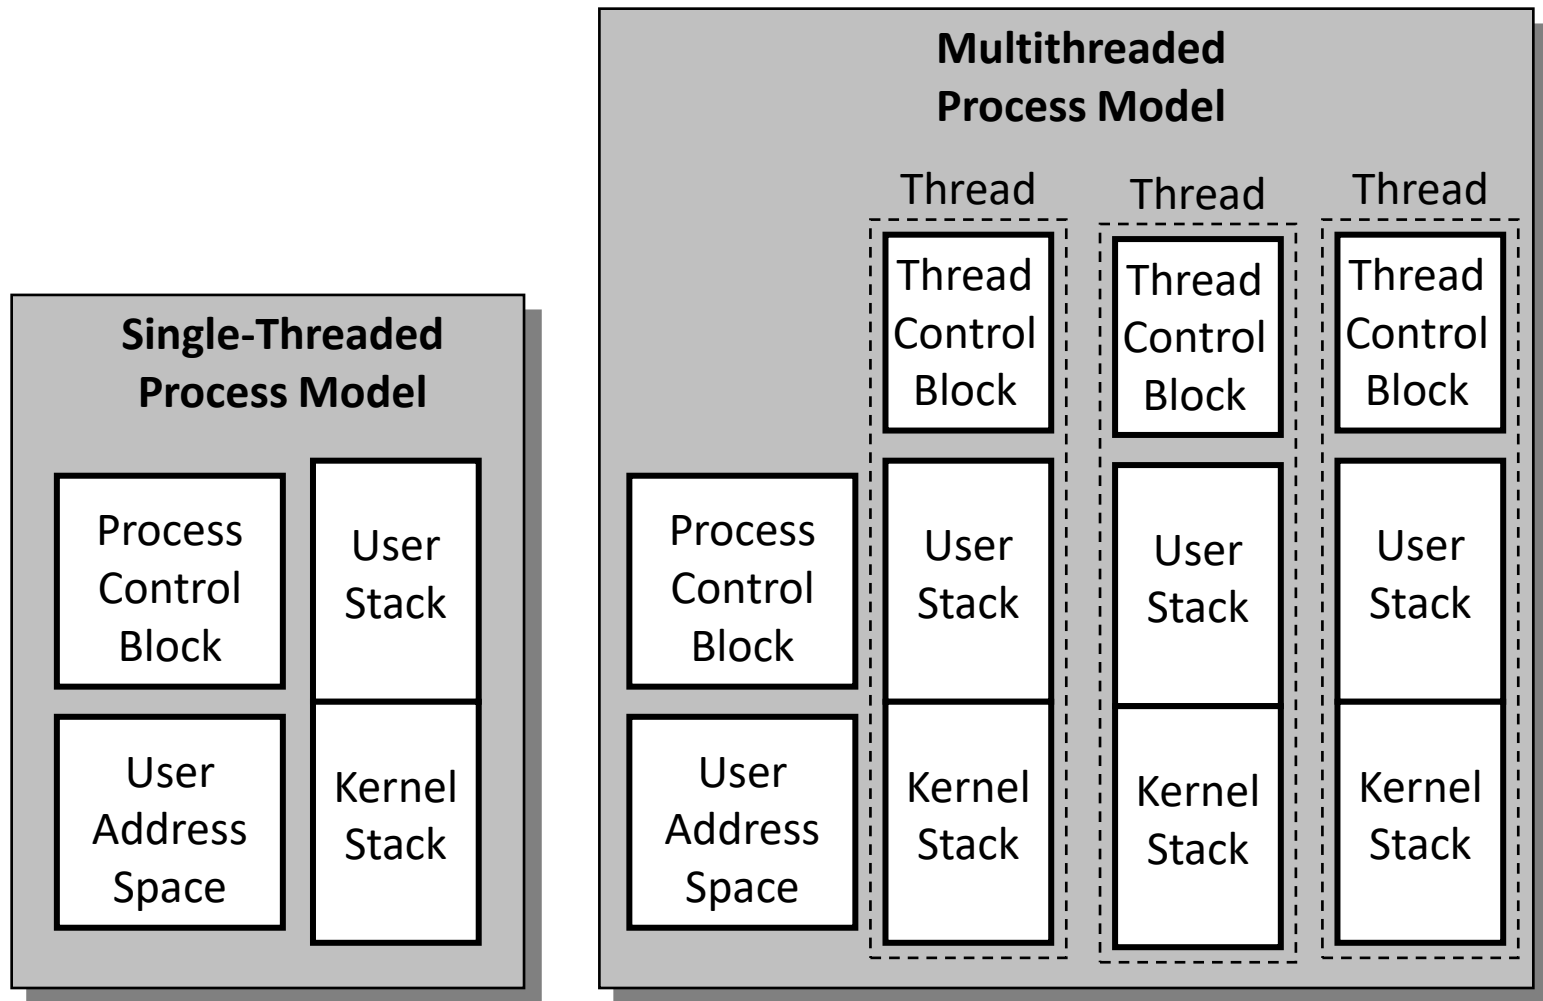 Single-Threaded
Process Model
Process
Control
Block
User
Stack
User
Address
Space
Kernel
Stack
Multithreaded
Process Model
Thread
Thread
Thread
Thread
Control
Block
Thread
Control
Block
Thread
Control
Block
Process
Control
Block
User
Stack
User
Stack
User
Stack
User
Address
Space
Kernel
Stack
Kernel
Stack
Kernel
Stack